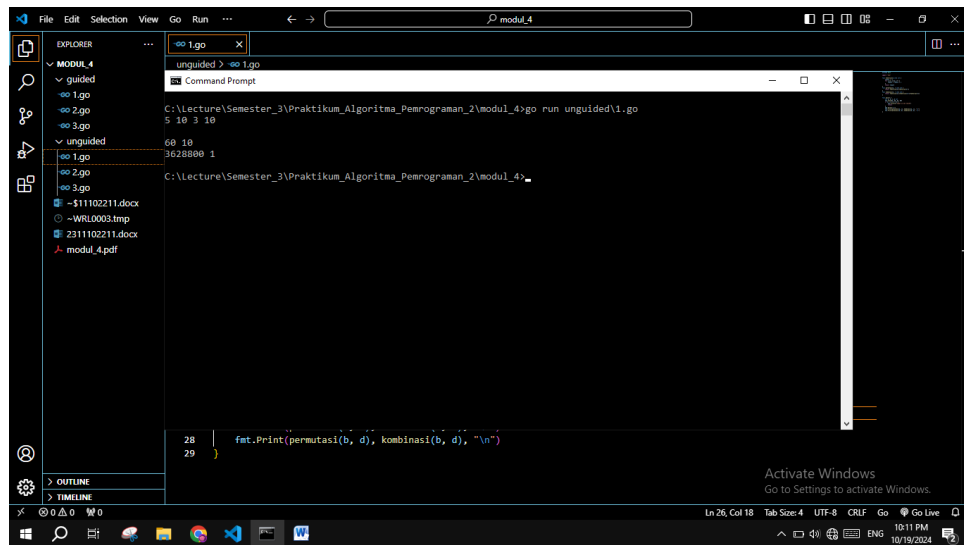 File Edit Selection View Go Run ··· ← → modul_4
EXPLORER ···
1.go ×
MODUL_4
unguided > 1.go
guided
Command Prompt
1.go
2.go
3.go
unguided
1.go
2.go
3.go
~$11102211.docx
~WRL0003.tmp
2311102211.docx
modul_4.pdf
C:\Lecture\Semester_3\Praktikum_Algoritma_Pemrograman_2\modul_4>go run unguided\1.go
5 10 3 10
60 10
3628800 1
C:\Lecture\Semester_3\Praktikum_Algoritma_Pemrograman_2\modul_4>
28 fmt.Print(permutasi(b, d), kombinasi(b, d), "\n")
29 }
OUTLINE
TIMELINE
Activate Windows
Go to Settings to activate Windows.
0 0 0 Ln 26, Col 18 Tab Size: 4 UTF-8 CRLF Go Go Live
ENG 10:11 PM
10/19/2024
2